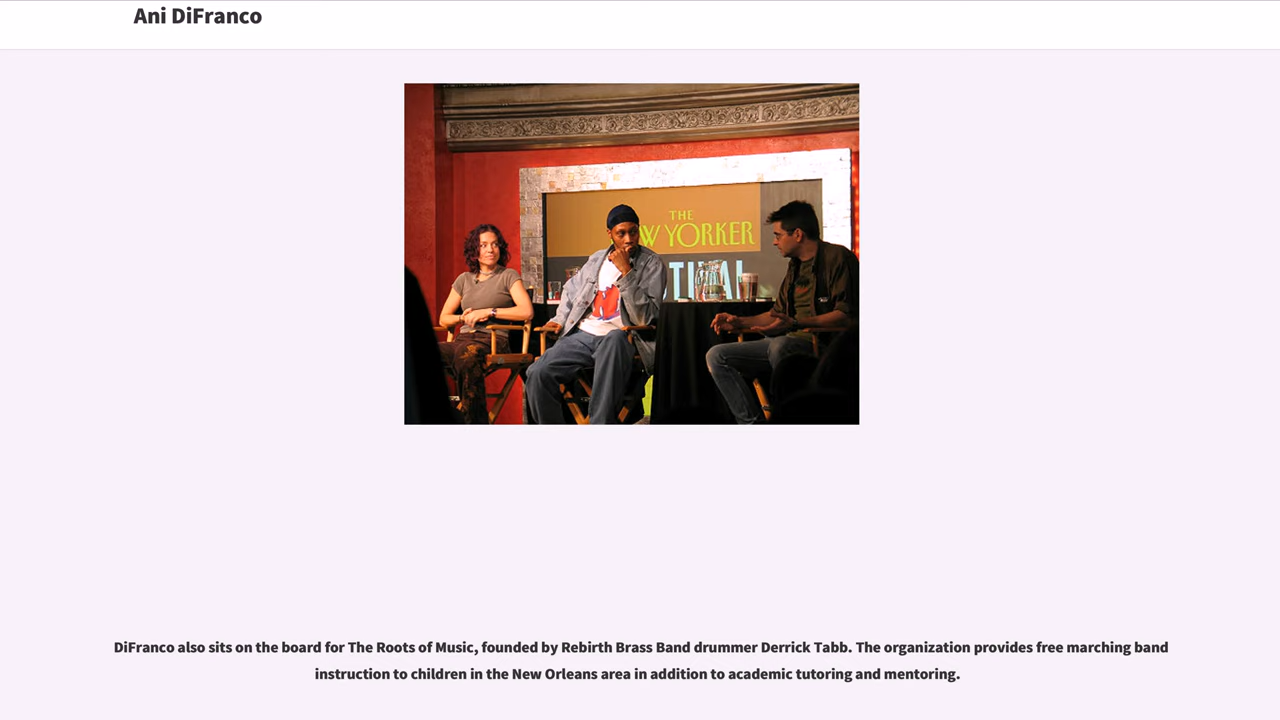 Ani DiFranco
THE
W YORKER
TIVAL
DiFranco also sits on the board for The Roots of Music, founded by Rebirth Brass Band drummer Derrick Tabb. The organization provides free marching band
instruction to children in the New Orleans area in addition to academic tutoring and mentoring.